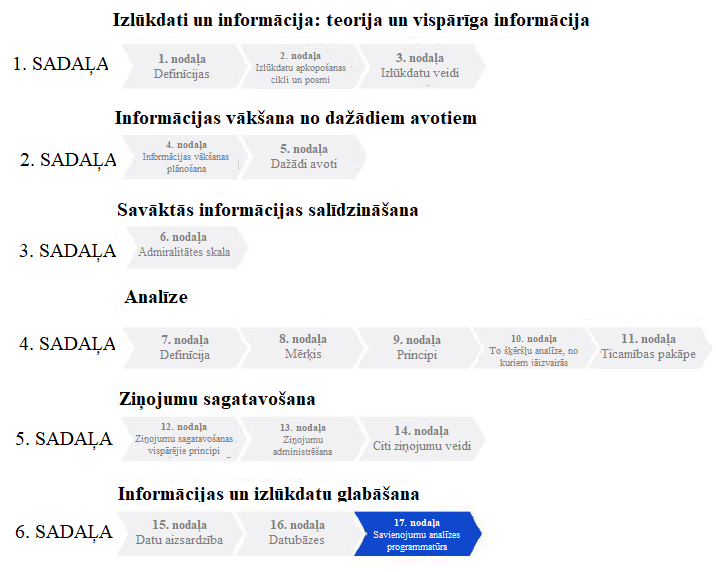 Izlūkdati un informācija: teorija un vispārīga informācija
1. SADAĻA
1. nodaļa
Definīcijas
2. nodaļa
Izlūkdatu apkopošanas
cikli un posmi
3. nodaļa
Izlūkdatu veidi
Informācijas vākšana no dažādiem avotiem
2. SADAĻA
4. nodaļa
Informācijas vākšanas
plānošana
5. nodaļa
Dažādi avoti
Savāktās informācijas salīdzināšana
3. SADAĻA
6. nodaļa
Admiralitātes skala
Analīze
4. SADAĻA
7. nodaļa
Definīcija
8. nodaļa
Mērķis
9. nodaļa
Principi
10. nodaļa
To šķēršļu analīze, no
kuriem jāizvairās
11. nodaļa
Ticamības pakāpe
Ziņojumu sagatavošana
5. SADAĻA
12. nodaļa
Ziņojumu sagatavošanas
vispārējie principi
13. nodaļa
Ziņojumu
administrēšana
14. nodaļa
Citi ziņojumu veidi
Informācijas un izlūkdatu glabāšana
6. SADAĻA
15. nodaļa
Datu aizsardzība
16. nodaļa
Datubāzes
17. nodaļa
Savienojumu analīzes
programmatūra